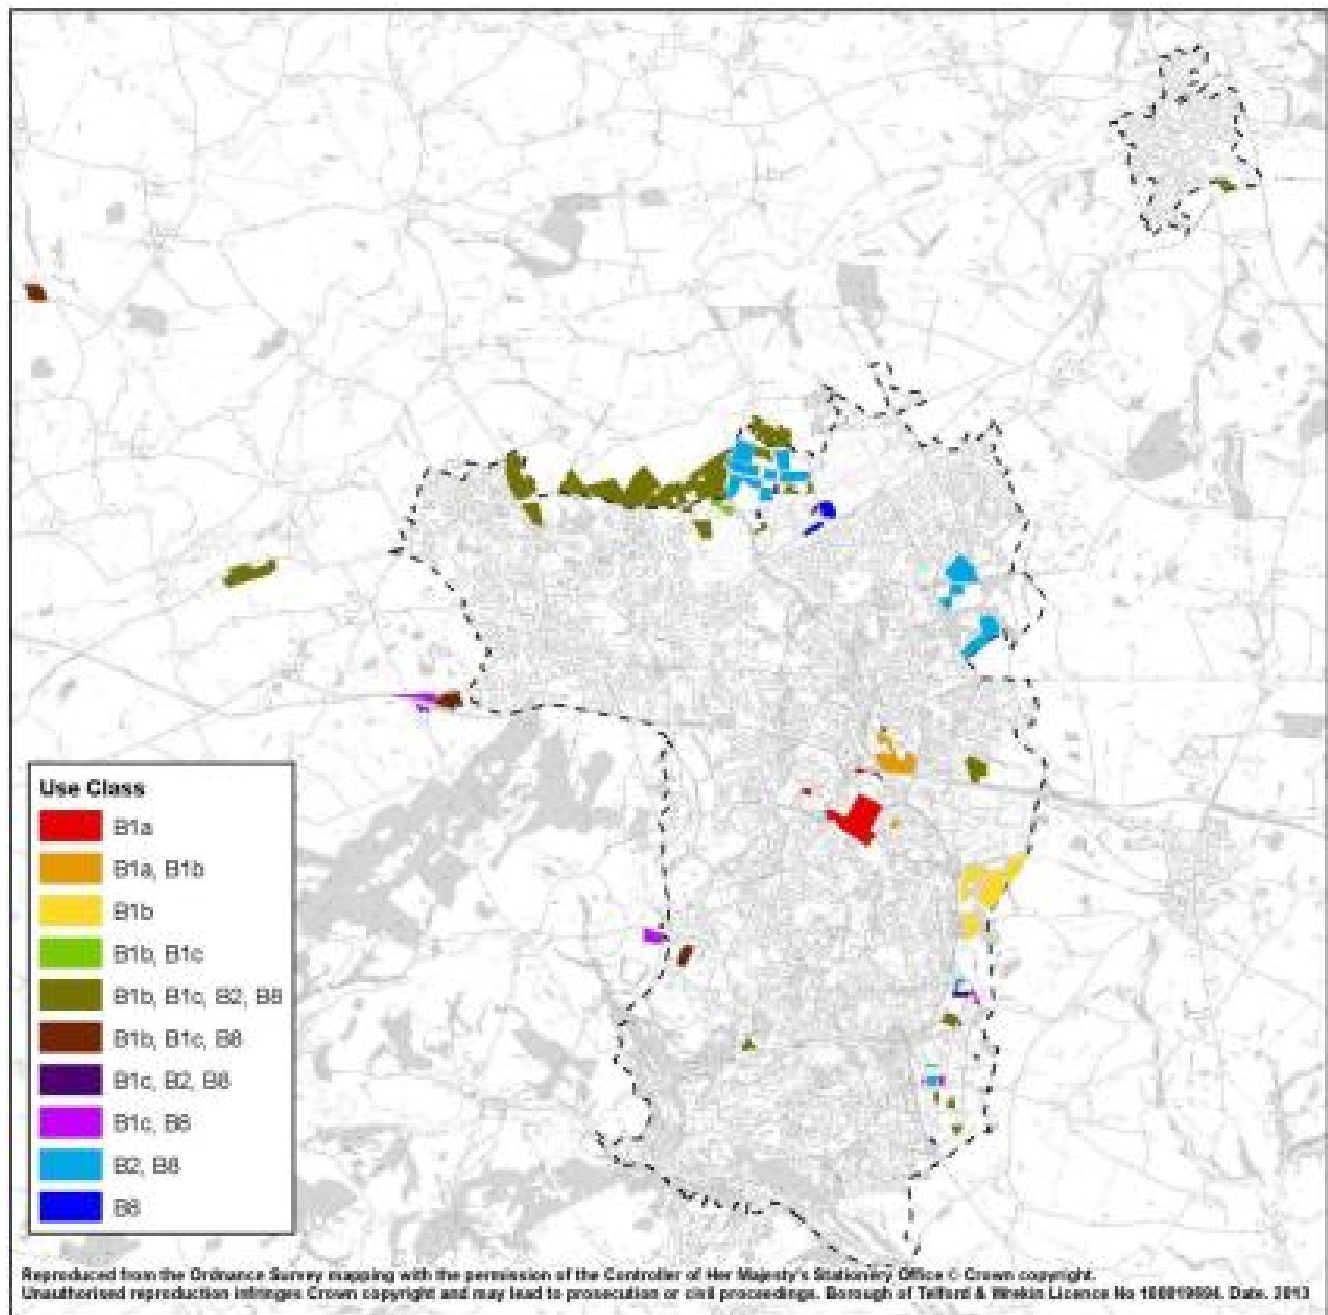 Use Class
B1a
B1a, B1b
B1b
B1b, B1c
B1b, B1c, B2, B8
B1b, B1c, B8
B1c, B2, B8
B1c, B8
B2, B8
B8
Reproduced from the Ordnance Survey mapping with the permission of the Controller of Her Majesty's Stationery Office © Crown copyright.
Unauthorised reproduction infringes Crown copyright and may lead to prosecution or civil proceedings. Borough of Telford & Wrekin Licence No Date. 2013